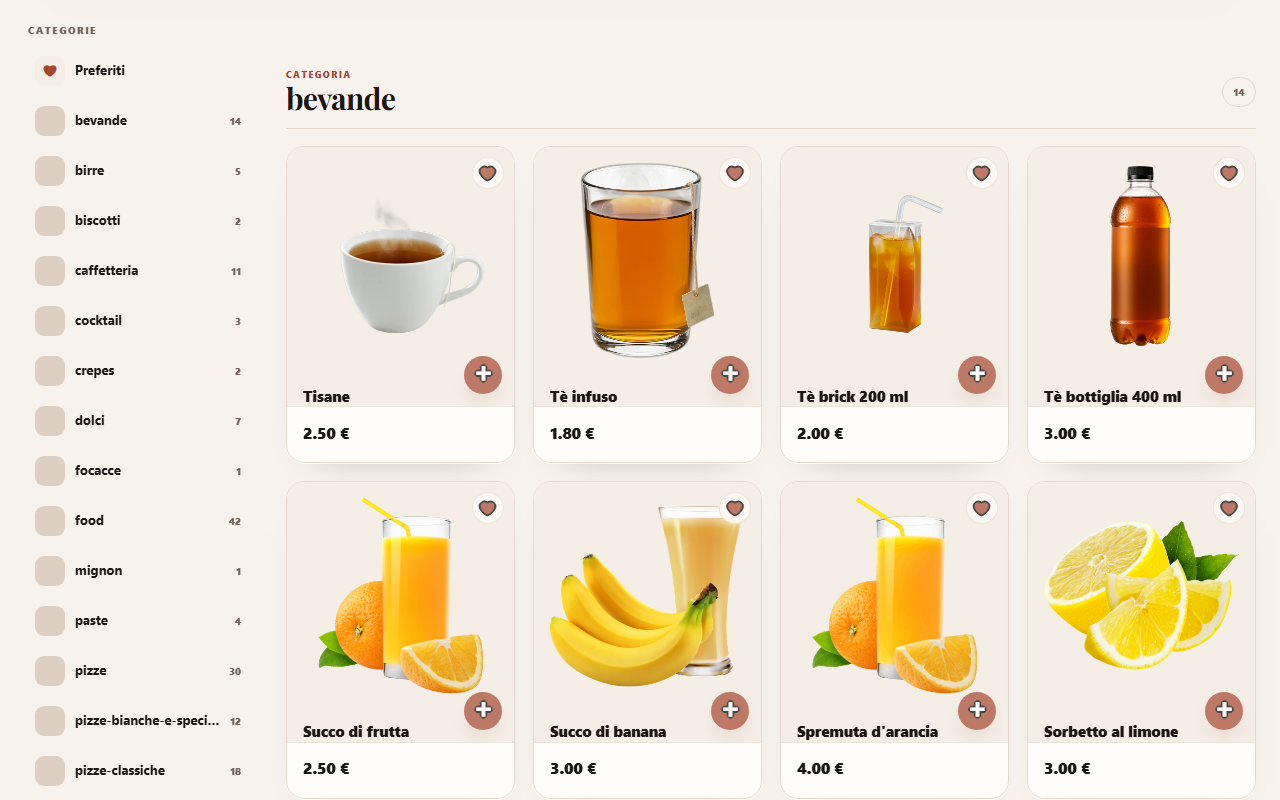 CATEGORIE
Preferiti
bevande 14
birre 5
biscotti 2
caffetteria 11
cocktail 3
crepes 2
dolci 7
focacce 1
food 42
mignon 1
paste 4
pizze 30
pizze-bianche-e-speci... 12
pizze-classiche 18
CATEGORIA
bevande
14
Tisane
2.50 €
Tè infuso
1.80 €
Tè brick 200 ml
2.00 €
Tè bottiglia 400 ml
3.00 €
Succo di frutta
2.50 €
Succo di banana
3.00 €
Spremuta d'arancia
4.00 €
Sorbetto al limone
3.00 €